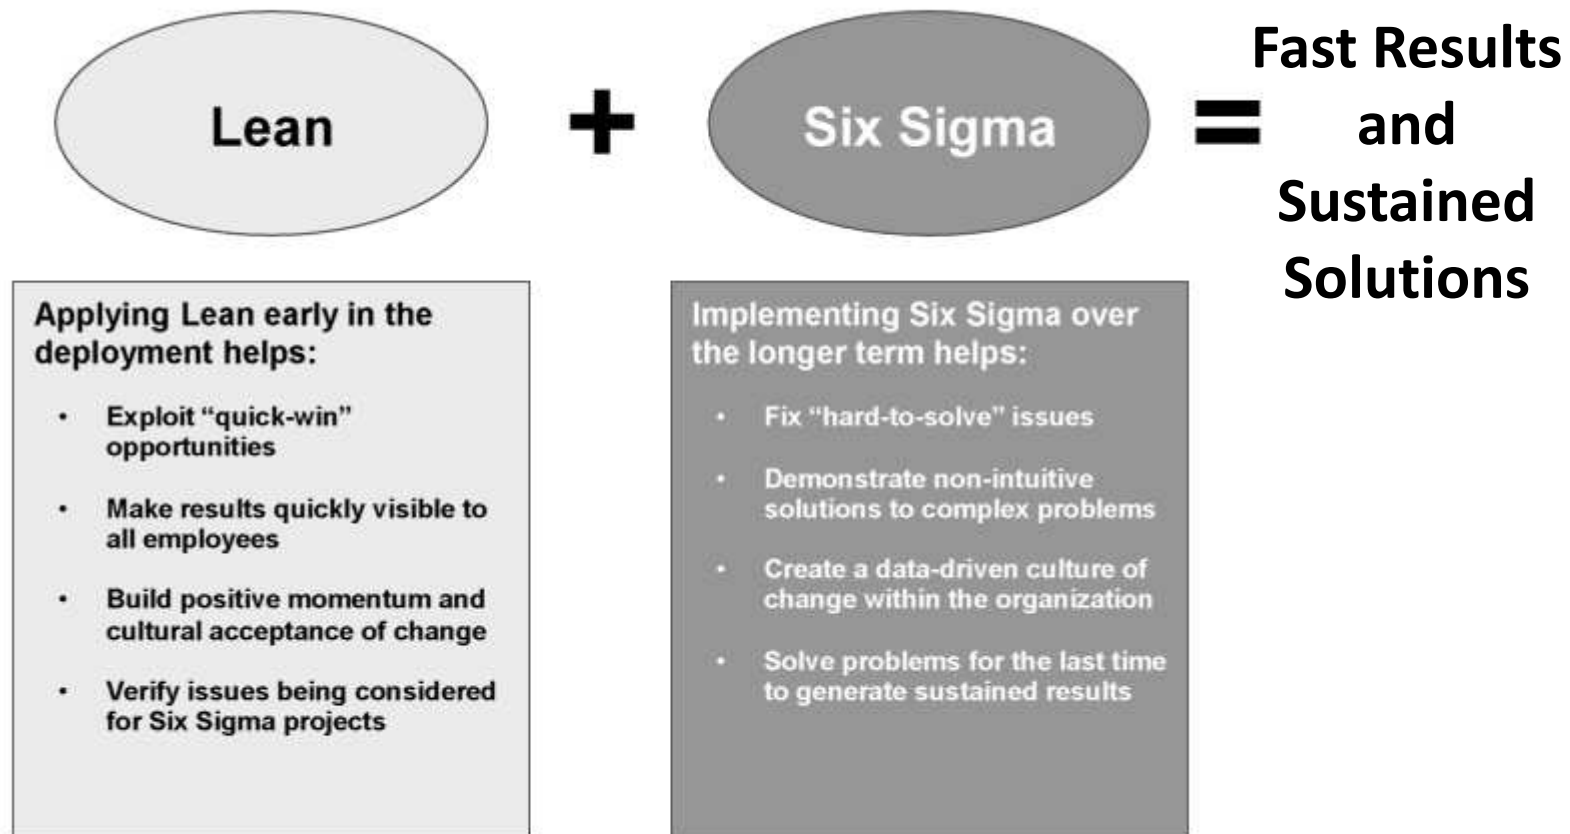 Lean
+
Six Sigma
=
Fast Results
and
Sustained
Solutions
Applying Lean early in the
deployment helps:
• Exploit “quick-win”
opportunities
• Make results quickly visible to
all employees
• Build positive momentum and
cultural acceptance of change
• Verify issues being considered
for Six Sigma projects
Implementing Six Sigma over
the longer term helps:
• Fix “hard-to-solve” issues
• Demonstrate non-intuitive
solutions to complex problems
• Create a data-driven culture of
change within the organization
• Solve problems for the last time
to generate sustained results